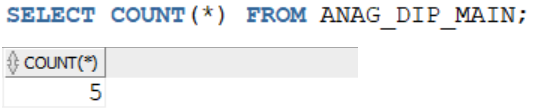 SELECT COUNT(*) FROM ANAG_DIP_MAIN;
COUNT(*)
5